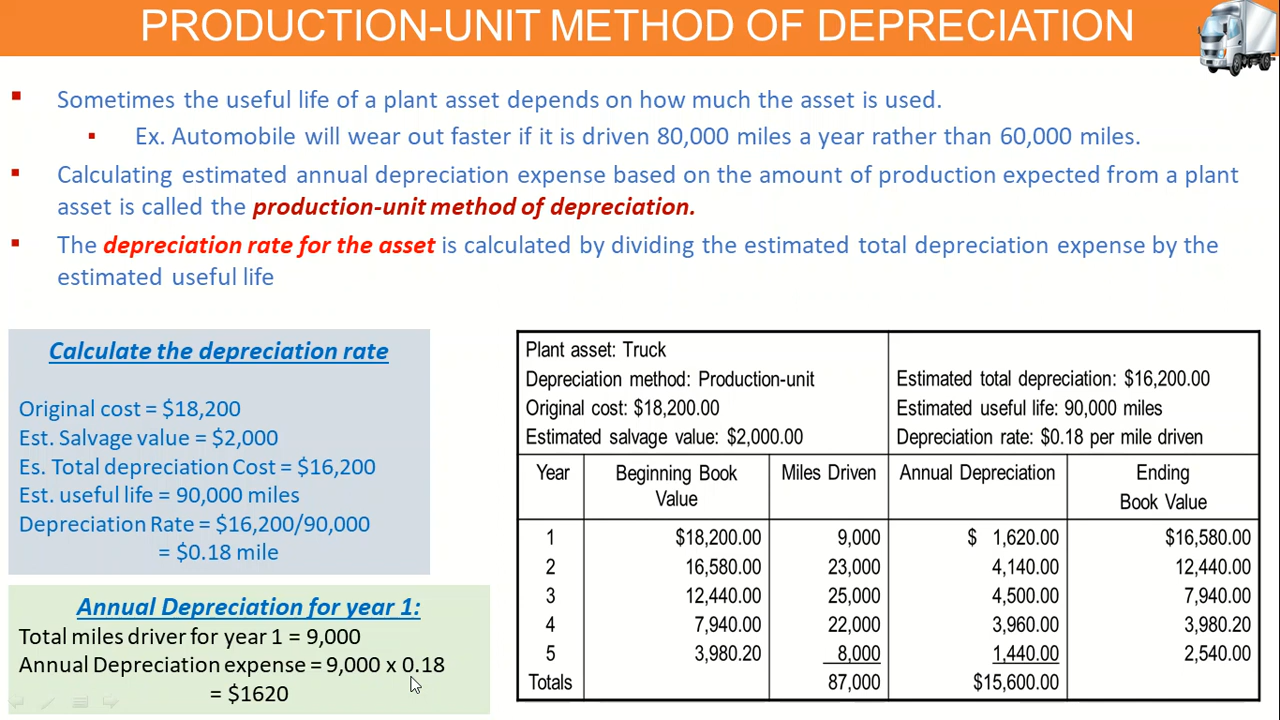 PRODUCTION-UNIT METHOD OF DEPRECIATION
Sometimes the useful life of a plant asset depends on how much the asset is used.
Ex. Automobile will wear out faster if it is driven 80,000 miles a year rather than 60,000 miles.
Calculating estimated annual depreciation expense based on the amount of production expected from a plant
asset is called the production-unit method of depreciation.
The depreciation rate for the asset is calculated by dividing the estimated total depreciation expense by the
estimated useful life
Calculate the depreciation rate
Original cost = $18,200
Est. Salvage value = $2,000
Es. Total depreciation Cost = $16,200
Est. useful life = 90,000 miles
Depreciation Rate = $16,200/90,000
= $0.18 mile
Annual Depreciation for year 1:
Total miles driver for year 1 = 9,000
Annual Depreciation expense = 9,000 x 0.18
= $1620
Plant asset: Truck
Depreciation method: Production-unit
Original cost: $18,200.00
Estimated salvage value: $2,000.00
Estimated total depreciation: $16,200.00
Estimated useful life: 90,000 miles
Depreciation rate: $0.18 per mile driven
Year Beginning Book Miles Driven Annual Depreciation Ending
Value Book Value
1 $18,200.00 9,000 $ 1,620.00 $16,580.00
2 16,580.00 23,000 4,140.00 12,440.00
3 12,440.00 25,000 4,500.00 7,940.00
4 7,940.00 22,000 3,960.00 3,980.20
5 3,980.20 8,000 1,440.00 2,540.00
Totals 87,000 $15,600.00